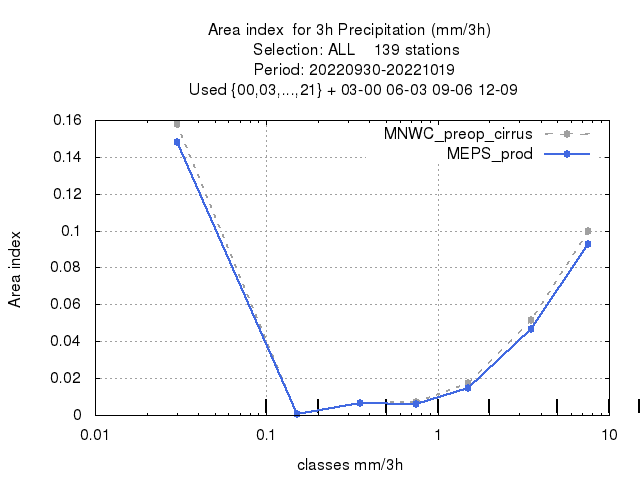 Area index  for 3h Precipitation (mm/3h)
Selection: ALL    139 stations
Period: 20220930-20221019
Used {00,03,...,21} + 03-00 06-03 09-06 12-09
MNWC_preop_cirrus
MEPS_prod
0.16
0.14
0.12
0.1
0.08
0.06
0.04
0.02
0
Area index
0.01 0.1 1 10
classes mm/3h